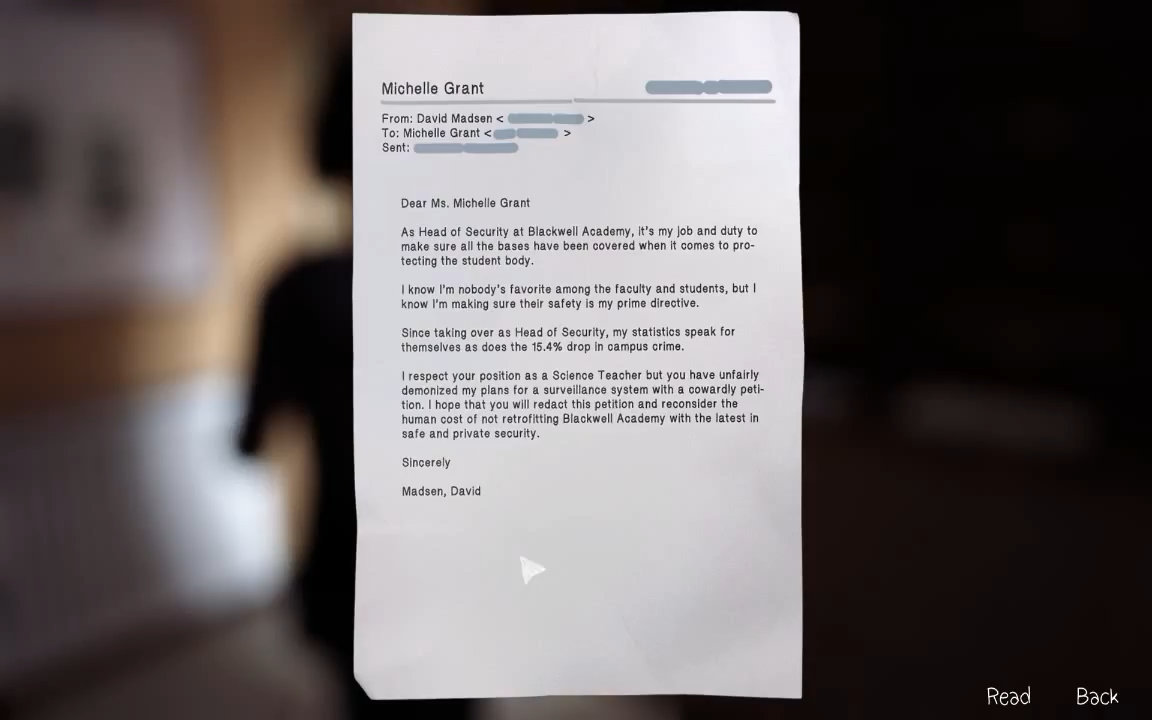 Michelle Grant
From: David Madsen < >
To: Michelle Grant < >
Sent:
Dear Ms. Michelle Grant
As Head of Security at Blackwell Academy, it's my job and duty to
make sure all the bases have been covered when it comes to pro-
tecting the student body.
I know I'm nobody's favorite among the faculty and students, but I
know I'm making sure their safety is my prime directive.
Since taking over as Head of Security, my statistics speak for
themselves as does the 15.4% drop in campus crime.
I respect your position as a Science Teacher but you have unfairly
demonized my plans for a surveillance system with a cowardly peti-
tion. I hope that you will redact this petition and reconsider the
human cost of not retrofitting Blackwell Academy with the latest in
safe and private security.
Sincerely
Madsen, David
Read Back